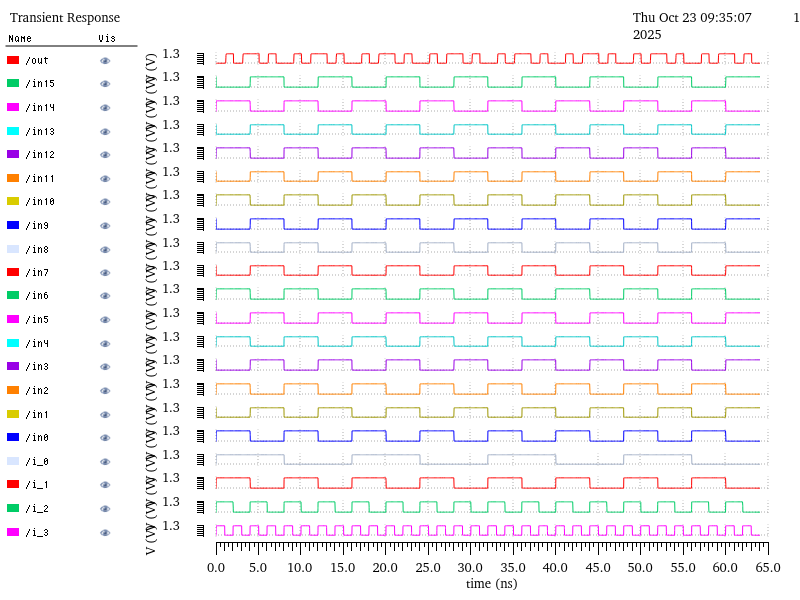 Transient Response
Thu Oct 23 09:35:07 1
2025
Name Vis
/out 1.3
/in15 1.3
/in14 1.3
/in13 1.3
/in12 1.3
/in11 1.3
/in10 1.3
/in9 1.3
/in8 1.3
/in7 1.3
/in6 1.3
/in5 1.3
/in4 1.3
/in3 1.3
/in2 1.3
/in1 1.3
/in0 1.3
/i_0 1.3
/i_1 1.3
/i_2 1.3
/i_3 1.3
0.0 5.0 10.0 15.0 20.0 25.0 30.0 35.0 40.0 45.0 50.0 55.0 60.0 65.0
time (ns)